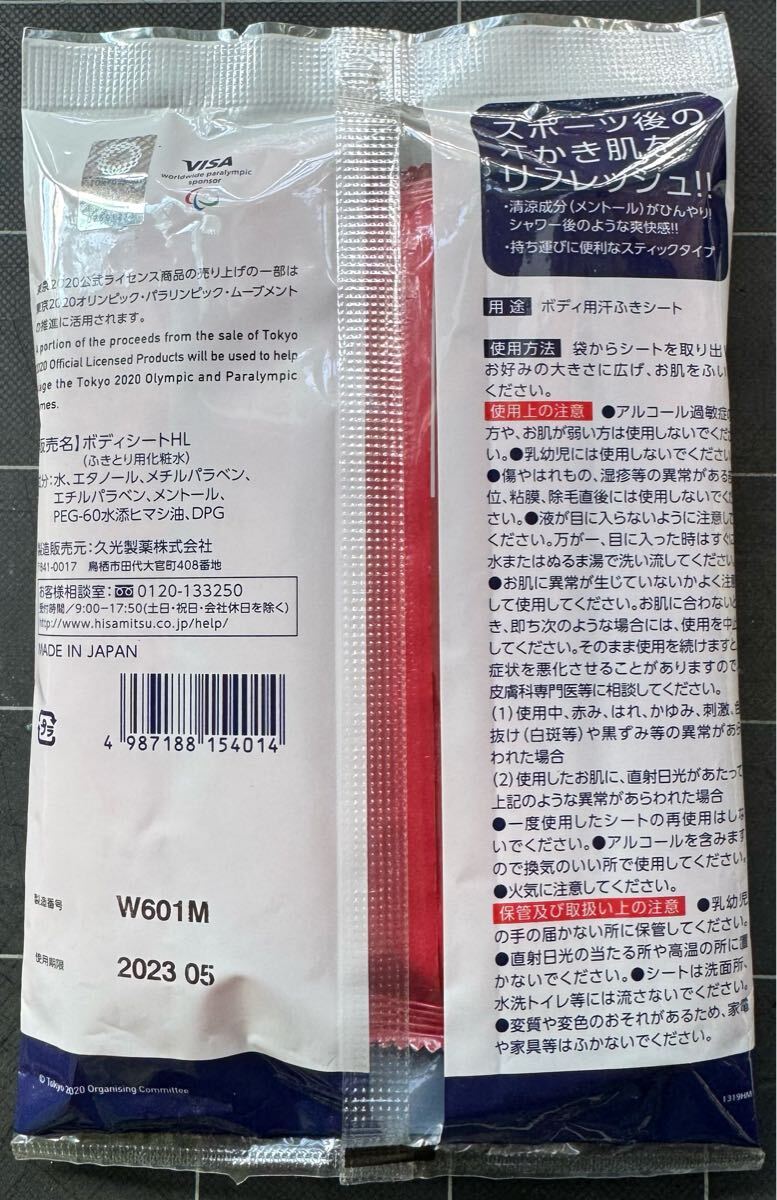 VISA
worldwide paralympic
sponsor
京2020公式ライセンス商品の売り上げの一部は
東京2020オリンピック・パラリンピック・ムーブメント
の推進に活用されます。
portion of the proceeds from the sale of Tokyo
2020 Official Licensed Products will be used to help
the Tokyo 2020 Olympic and Paralympic
販売名】ボディシートHL
(ふきとり用化粧水)
分:水、エタノール、メチルパラベン、
エチルパラベン、メントール、
PEG-60水添ヒマシ油、DPG
製造販売元:久光製薬株式会社
〒841-0017 鳥栖市田代大官町408番地
お客様相談室: 0120-133250
受付時間/9:00-17:50(土日・祝日・会社休日を除く)
http://www.hisamitsu.co.jp/help/
MADE IN JAPAN
プラ
4 987188 154014
製造番号
W601M
使用期限
2023 05
© Tokyo 2020 Organising Committee
スポーツ後の
汗かき肌を
リフレッシュ!!
・清涼成分(メントール)がひんやり!
シャワー後のような爽快感!!
・持ち運びに便利なスティックタイプ
用途 ボディ用汗ふきシート
使用方法 袋からシートを取り出し
お好みの大きさに広げ、お肌をふい
ください。
使用上の注意 ●アルコール過敏症の
方や、お肌が弱い方は使用しないでくだ
い。●乳幼児には使用しないでください
●傷やはれもの、湿疹等の異常がある部
位、粘膜、除毛直後には使用しないでくだ
さい。●液が目に入らないように注意して
ください。万が一、目に入った時はすぐに
水またはぬるま湯で洗い流してください。
●お肌に異常が生じていないかよく注意
して使用してください。お肌に合わないと
き、即ち次のような場合には、使用を中止
してください。そのまま使用を続けますと、
症状を悪化させることがありますので、
皮膚科専門医等に相談してください。
(1)使用中、赤み、はれ、かゆみ、刺激、色
抜け(白斑等)や黒ずみ等の異常があら
われた場合
(2)使用したお肌に、直射日光があたって
上記のような異常があらわれた場合
●一度使用したシートの再使用はしな
いでください。●アルコールを含みます
ので換気のいい所で使用してください。
●火気に注意してください。
保管及び取扱い上の注意 ●乳幼児
の手の届かない所に保管してください。
●直射日光の当たる所や高温の所に置
かないでください。●シートは洗面所、
水洗トイレ等には流さないでください。
●変質や変色のおそれがあるため、家電
や家具等はふかないでください。
1319HM